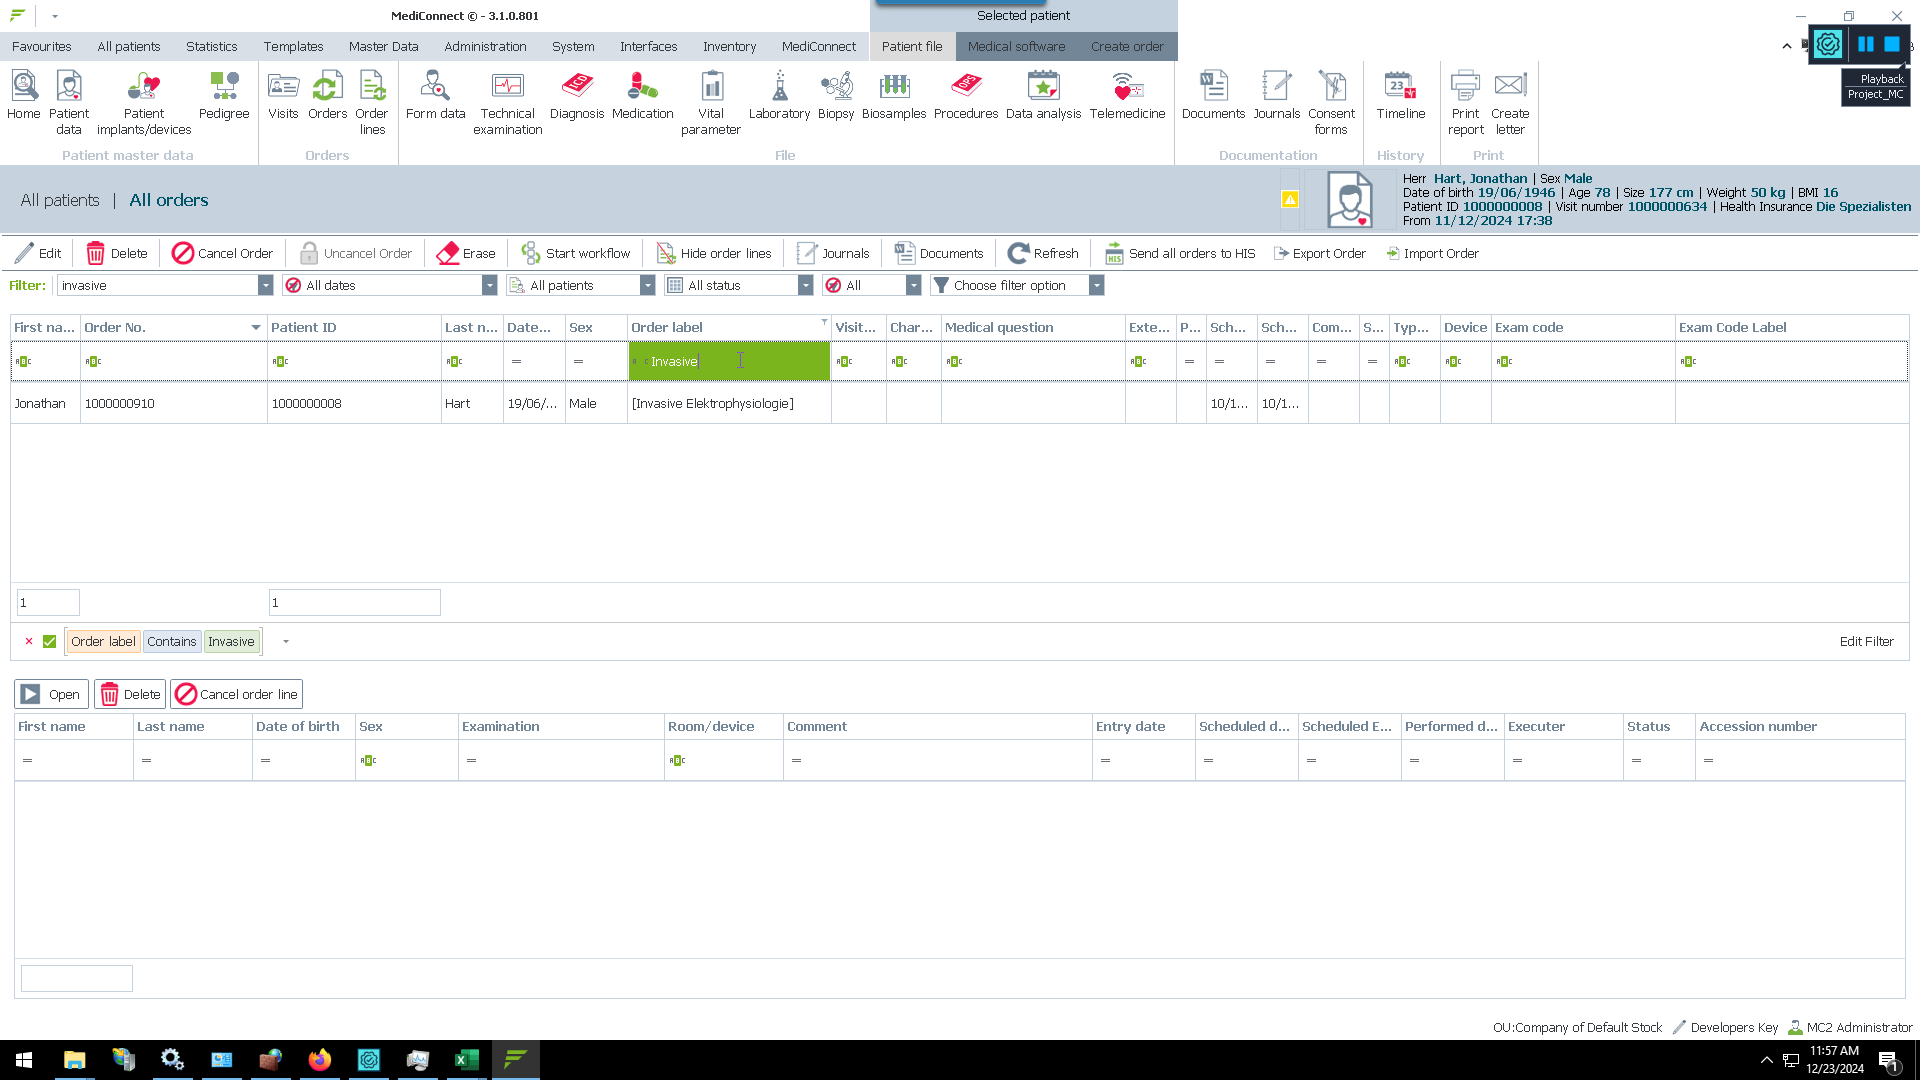 MediConnect © - 3.1.0.801
Selected patient
Favourites All patients Statistics Templates Master Data Administration System Interfaces Inventory MediConnect Patient file Medical software Create order
Playback
Project_MC
Home Patient data Patient implants/devices Pedigree Visits Orders Order lines Form data Technical examination Diagnosis Medication Vital parameter Laboratory Biopsy Biosamples Procedures Data analysis Telemedicine Documents Journals Consent forms Timeline Print report Create letter
Patient master data Orders File Documentation History Print
All patients | All orders
Herr Hart, Jonathan | Sex Male
Date of birth 19/06/1946 | Age 78 | Size 177 cm | Weight 50 kg | BMI 16
Patient ID 1000000008 | Visit number 1000000634 | Health Insurance Die Spezialisten
From 11/12/2024 17:38
Edit Delete Cancel Order Uncancel Order Erase Start workflow Hide order lines Journals Documents Refresh Send all orders to HIS Export Order Import Order
Filter: invasive All dates All patients All status All Choose filter option
First na... Order No. Patient ID Last n... Date... Sex Order label Visit... Char... Medical question Exte... P... Sch... Sch... Com... S... Typ... Device Exam code Exam Code Label
Invasive
Jonathan 1000000910 1000000008 Hart 19/06/... Male [Invasive Elektrophysiologie] 10/1... 10/1...
1 1
Order label Contains Invasive Edit Filter
Open Delete Cancel order line
First name Last name Date of birth Sex Examination Room/device Comment Entry date Scheduled d... Scheduled E... Performed d... Executer Status Accession number
OU:Company of Default Stock Developers Key MC2 Administrator
11:57 AM
12/23/2024
1